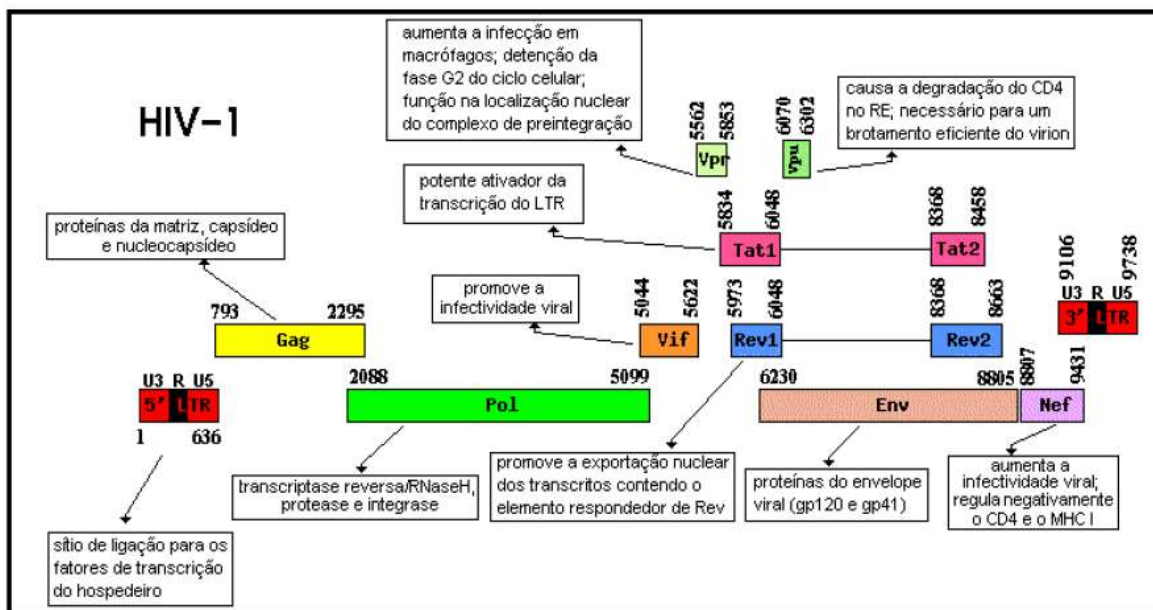 HIV-1
aumenta a infecção em
macrófagos; detenção da
fase G2 do ciclo celular;
função na localização nuclear
do complexo de preintegração
5562
5853
Vpr
6070
6302
Vpu
causa a degradação do CD4
no RE; necessário para um
brotamento eficiente do virion
potente ativador da
transcrição do LTR
5834
6048
Tat1
8368
8458
Tat2
proteínas da matriz, capsídeo
e nucleocapsídeo
793 2295
Gag
promove a
infectividade viral
5044
5622
Vif
5973
6048
Rev1
8368
8663
Rev2
9106
9738
U3 R U5
3' LTR
U3 R U5
5' LTR
1 636
2088 5099
Pol
6230 8805
Env
8807
9431
Nef
transcriptase reversa/RNaseH,
protease e integrase
promove a exportação nuclear
dos transcritos contendo o
elemento respondedor de Rev
proteínas do envelope
viral (gp120 e gp41)
aumenta a
infectividade viral;
regula negativamente
o CD4 e o MHC I
sítio de ligação para os
fatores de transcrição
do hospedeiro